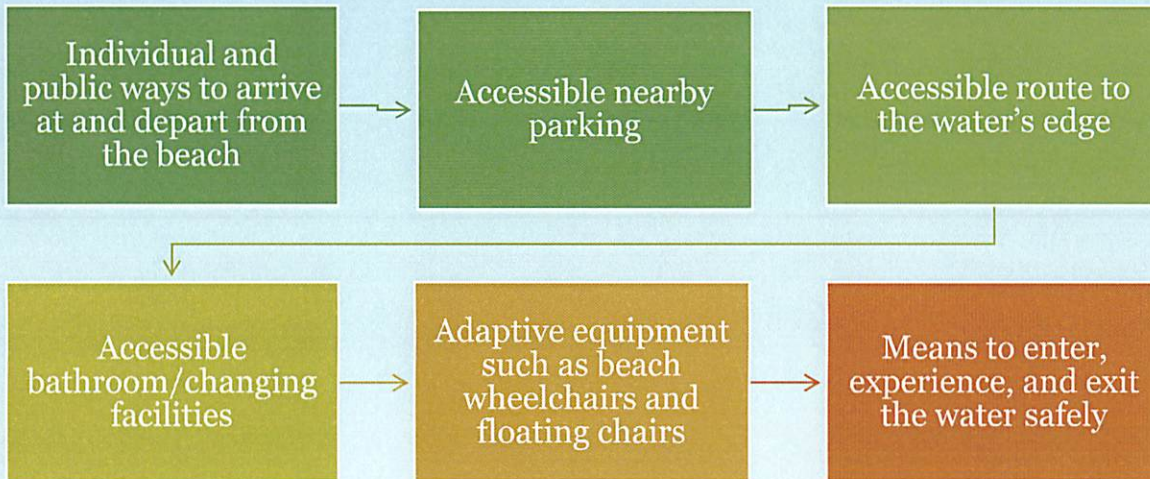 Individual and
public ways to arrive
at and depart from
the beach
Accessible nearby
parking
Accessible route to
the water's edge
Accessible
bathroom/changing
facilities
Adaptive equipment
such as beach
wheelchairs and
floating chairs
Means to enter,
experience, and exit
the water safely